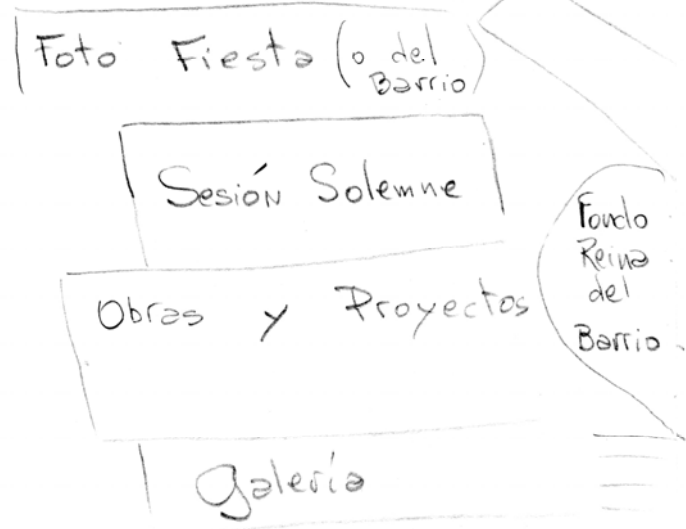 Foto Fiesta (o del
Barrio)
Sesión Solemne
Obras y Proyectos
Fondo
Reina
del
Barrio
Galería